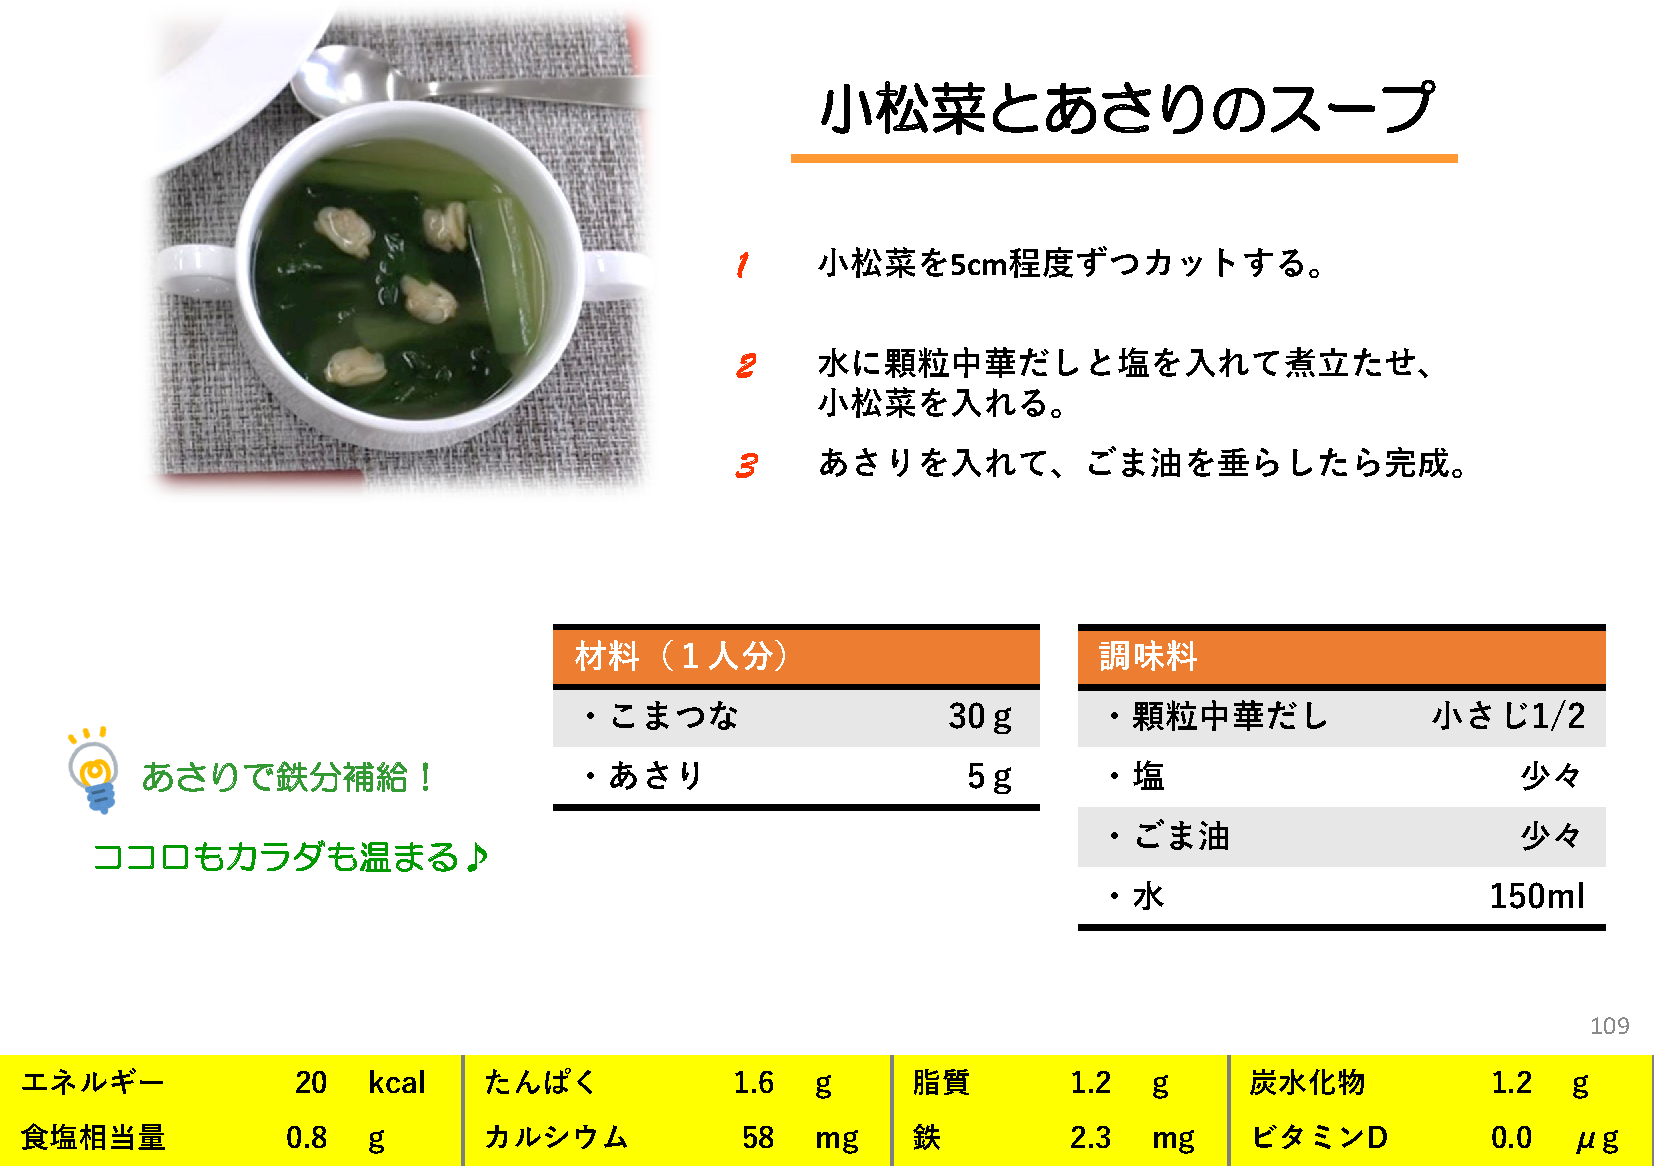 小松菜とあさりのスープ
1 小松菜を5cm程度ずつカットする。
2 水に顆粒中華だしと塩を入れて煮立たせ、
小松菜を入れる。
3 あさりを入れて、ごま油を垂らしたら完成。
材料（１人分）
・こまつな 30ｇ
・あさり 5ｇ
調味料
・顆粒中華だし 小さじ1/2
・塩 少々
・ごま油 少々
・水 150ml
あさりで鉄分補給！
ココロもカラダも温まる♪
109
エネルギー 20 kcal たんぱく 1.6 g 脂質 1.2 g 炭水化物 1.2 g
食塩相当量 0.8 g カルシウム 58 mg 鉄 2.3 mg ビタミンD 0.0 μg